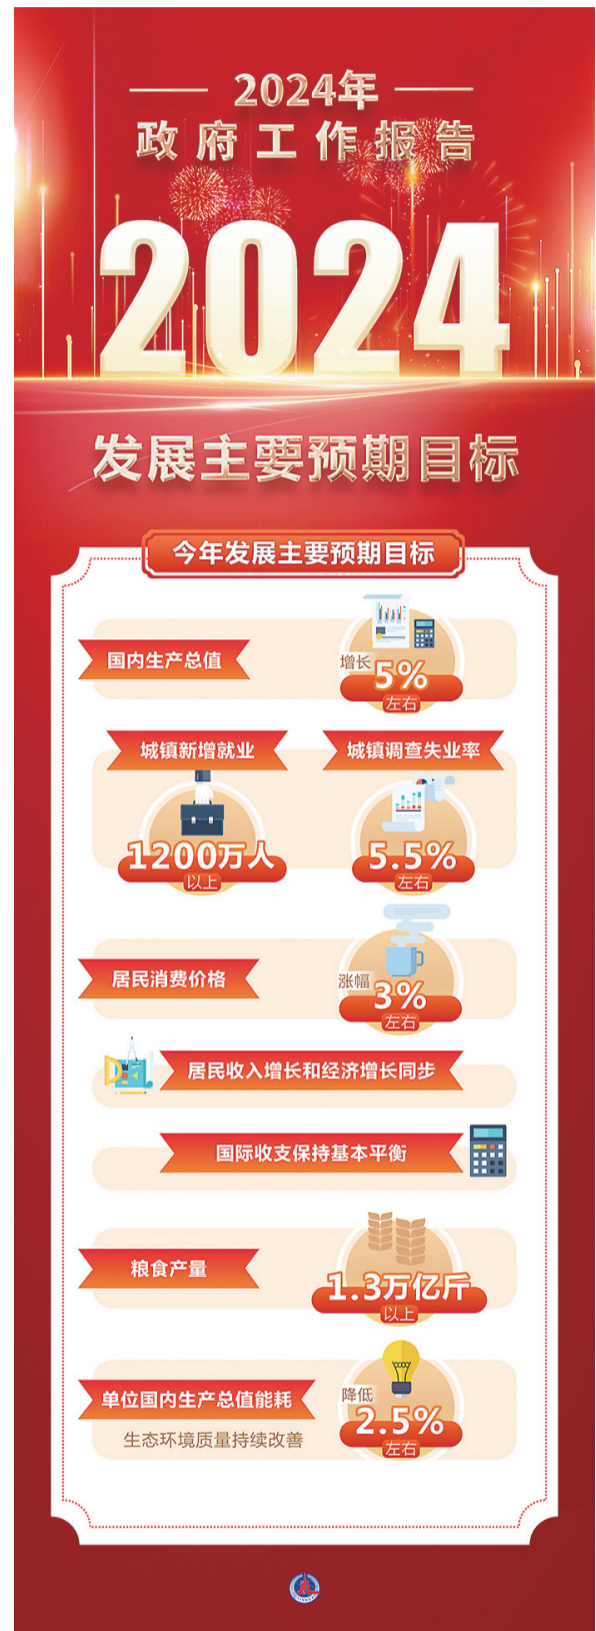 2024年
政府工作报告
2024
发展主要预期目标
今年发展主要预期目标
国内生产总值
增长
5%
左右
城镇新增就业
1200万人
以上
城镇调查失业率
5.5%
左右
居民消费价格
涨幅
3%
左右
居民收入增长和经济增长同步
国际收支保持基本平衡
粮食产量
1.3万亿斤
以上
单位国内生产总值能耗
降低
2.5%
左右
生态环境质量持续改善